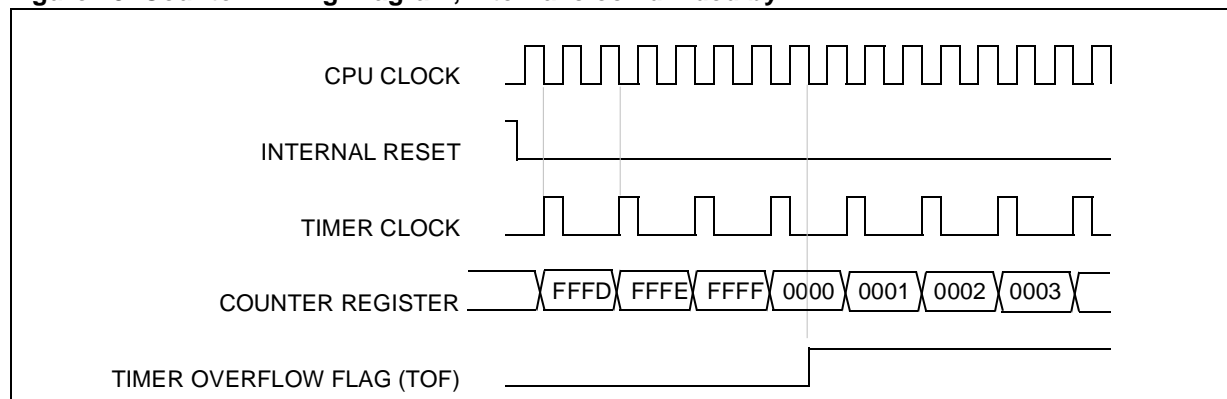 CPU CLOCK
INTERNAL RESET
TIMER CLOCK
COUNTER REGISTER FFFD FFFE FFFF 0000 0001 0002 0003
TIMER OVERFLOW FLAG (TOF)